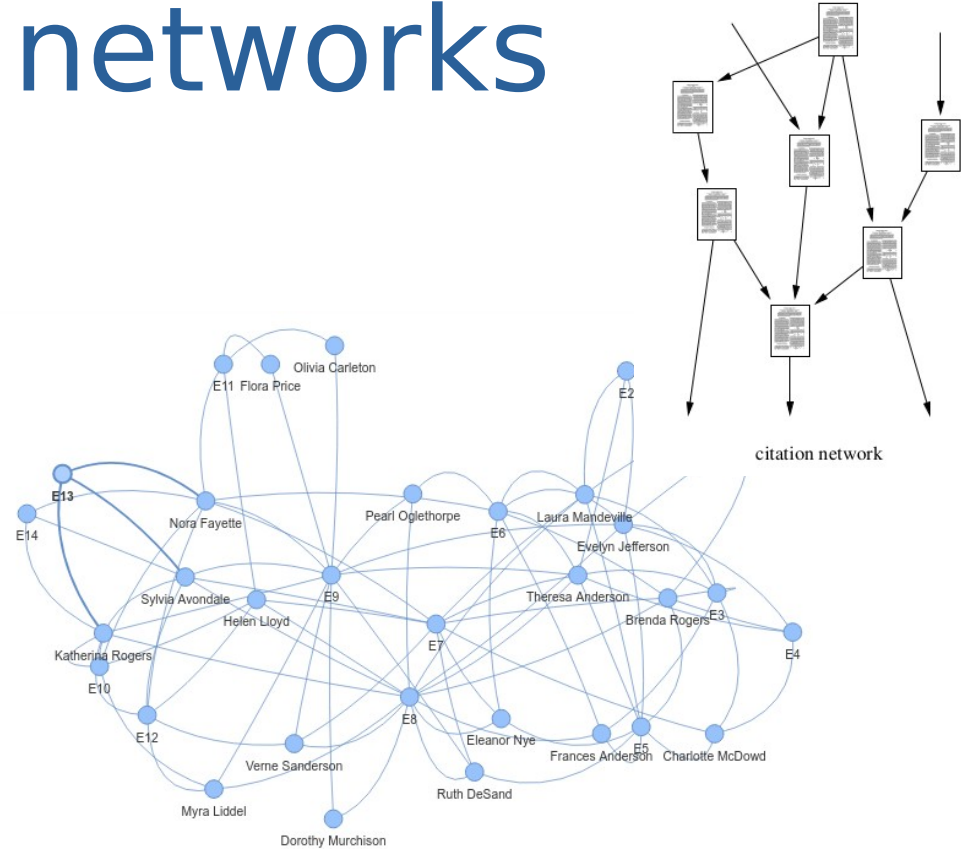 networks
citation network
Olivia Carleton
E11
Flora Price
E2
E13
E14
Nora Fayette
Pearl Oglethorpe
E6
Laura Mandeville
Evelyn Jefferson
Sylvia Avondale
Helen Lloyd
E9
Theresa Anderson
Brenda Rogers
E3
E7
E4
Katherina Rogers
E10
E8
E12
Eleanor Nye
E5
Frances Anderson
Charlotte McDowd
Verne Sanderson
Ruth DeSand
Myra Liddel
Dorothy Murchison